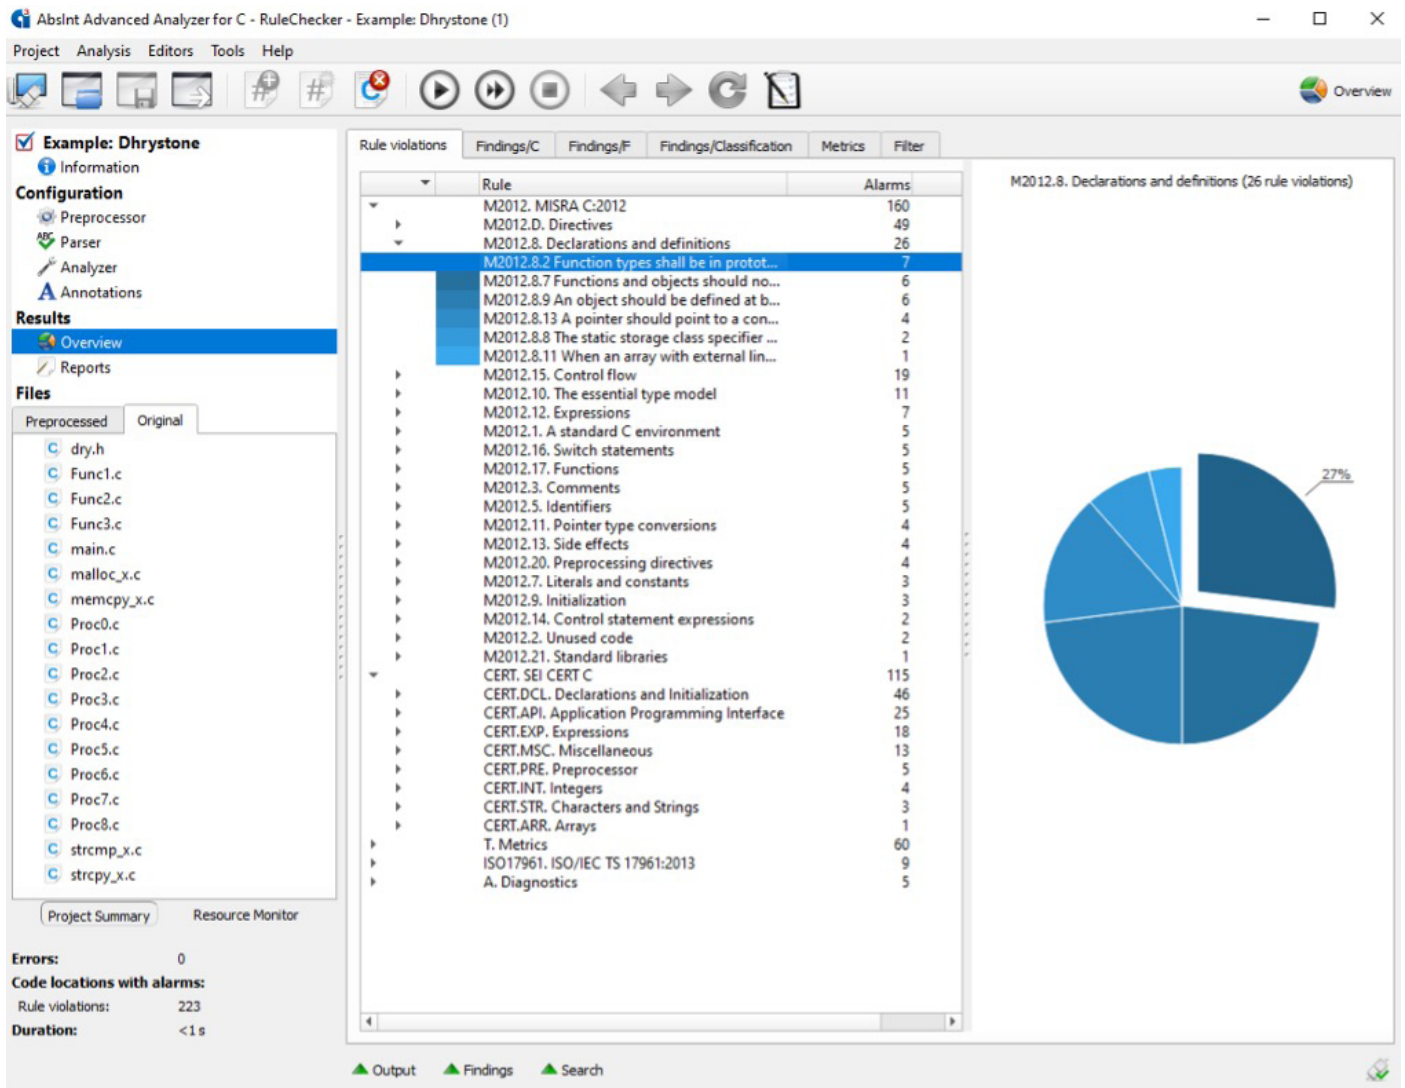 AbsInt Advanced Analyzer for C - RuleChecker - Example: Dhrystone (1)
Project Analysis Editors Tools Help
Overview
Example: Dhrystone
Information
Configuration
Preprocessor
Parser
Analyzer
Annotations
Results
Overview
Reports
Files
Preprocessed Original
dry.h
Func1.c
Func2.c
Func3.c
main.c
malloc_x.c
memcpy_x.c
Proc0.c
Proc1.c
Proc2.c
Proc3.c
Proc4.c
Proc5.c
Proc6.c
Proc7.c
Proc8.c
strcmp_x.c
strcpy_x.c
Project Summary Resource Monitor
Errors: 0
Code locations with alarms:
Rule violations: 223
Duration: <1 s
Rule violations Findings/C Findings/F Findings/Classification Metrics Filter
Rule Alarms
M2012. MISRA C:2012 160
M2012.D. Directives 49
M2012.8. Declarations and definitions 26
M2012.8.2 Function types shall be in protot... 7
M2012.8.7 Functions and objects should no... 6
M2012.8.9 An object should be defined at b... 6
M2012.8.13 A pointer should point to a con... 4
M2012.8.8 The static storage class specifier ... 2
M2012.8.11 When an array with external lin... 1
M2012.15. Control flow 19
M2012.10. The essential type model 11
M2012.12. Expressions 7
M2012.1. A standard C environment 5
M2012.16. Switch statements 5
M2012.17. Functions 5
M2012.3. Comments 5
M2012.5. Identifiers 5
M2012.11. Pointer type conversions 4
M2012.13. Side effects 4
M2012.20. Preprocessing directives 4
M2012.7. Literals and constants 3
M2012.9. Initialization 3
M2012.14. Control statement expressions 2
M2012.2. Unused code 2
M2012.21. Standard libraries 1
CERT. SEI CERT C 115
CERT.DCL. Declarations and Initialization 46
CERT.API. Application Programming Interface 25
CERT.EXP. Expressions 18
CERT.MSC. Miscellaneous 13
CERT.PRE. Preprocessor 5
CERT.INT. Integers 4
CERT.STR. Characters and Strings 3
CERT.ARR. Arrays 1
T. Metrics 60
ISO17961. ISO/IEC TS 17961:2013 9
A. Diagnostics 5
M2012.8. Declarations and definitions (26 rule violations)
27%
Output Findings Search